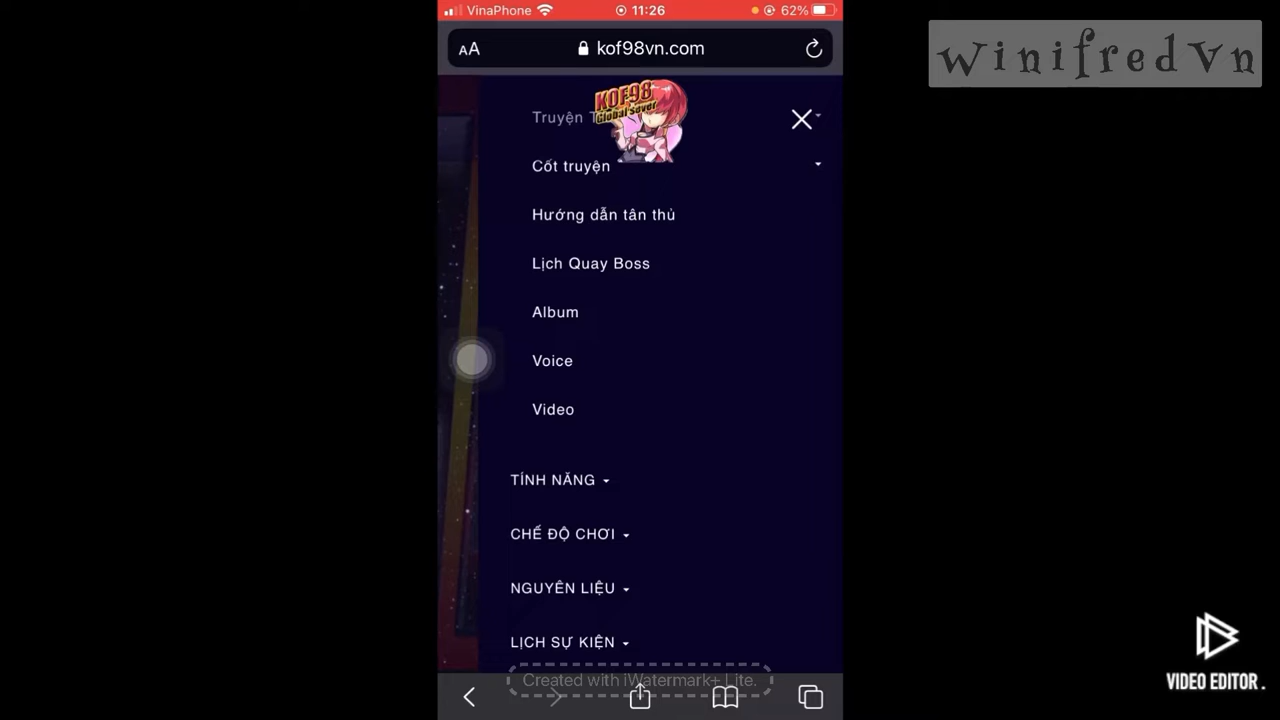 VinaPhone 11:26 62%
WinifredVn
AA kof98vn.com
KOF98
Global Sever
Truyện
Cốt truyện
Hướng dẫn tân thủ
Lịch Quay Boss
Album
Voice
Video
TÍNH NĂNG
CHẾ ĐỘ CHƠI
NGUYÊN LIỆU
LỊCH SỰ KIỆN
Created with iWatermark+ Lite.
VIDEO EDITOR.